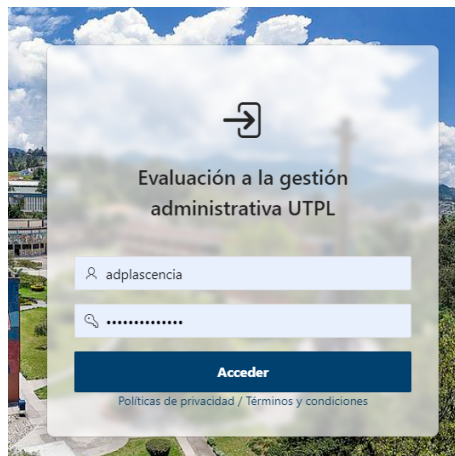 Evaluación a la gestión
administrativa UTPL
adplascencia
••••••••••••••
Acceder
Políticas de privacidad / Términos y condiciones